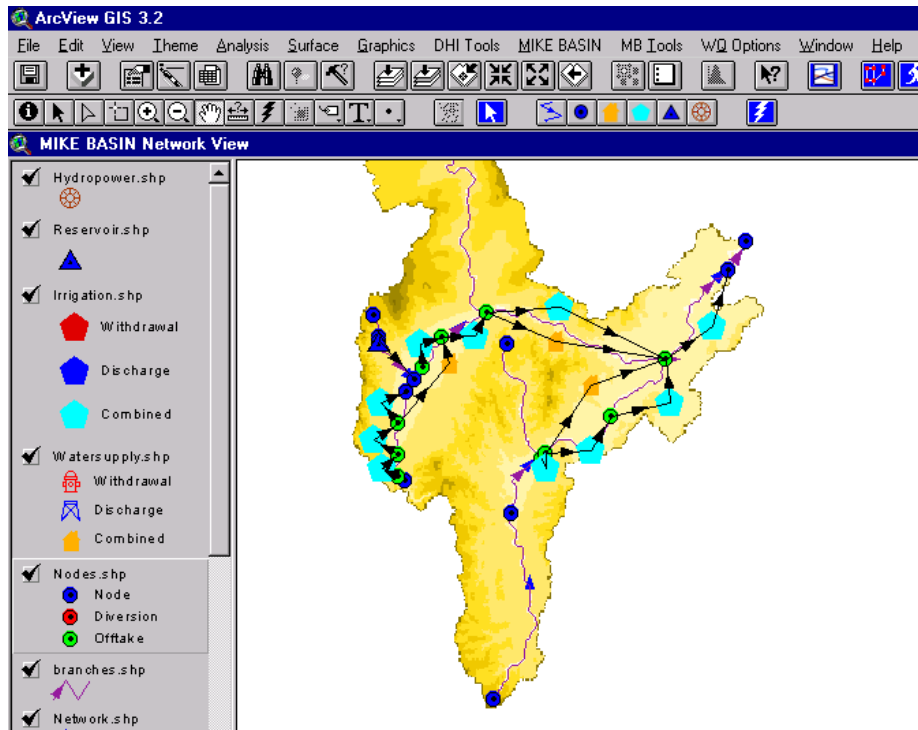 ArcView GIS 3.2
File Edit View Theme Analysis Surface Graphics DHI Tools MIKE BASIN MB Tools WQ Options Window Help
MIKE BASIN Network View
Hydropower.shp
Reservoir.shp
Irrigation.shp
Withdrawal
Discharge
Combined
Watersupply.shp
Withdrawal
Discharge
Combined
Nodes.shp
Node
Diversion
Offtake
branches.shp
Network.shp